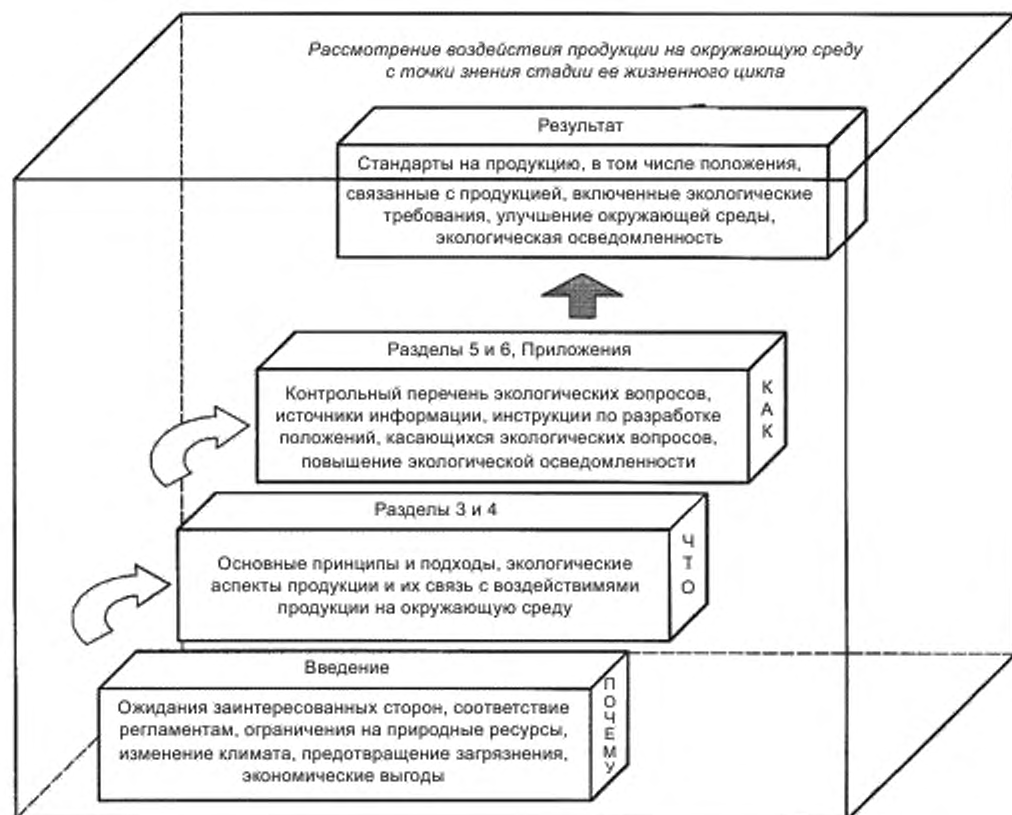 Рассмотрение воздействия продукции на окружающую среду
с точки знения стадии ее жизненного цикла
Результат
Стандарты на продукцию, в том числе положения,
связанные с продукцией, включенные экологические
требования, улучшение окружающей среды,
экологическая осведомленность
Разделы 5 и 6, Приложения
Контрольный перечень экологических вопросов,
источники информации, инструкции по разработке
положений, касающихся экологических вопросов,
повышение экологической осведомленности
КАК
Разделы 3 и 4
Основные принципы и подходы, экологические
аспекты продукции и их связь с воздействимями
продукции на окружающую среду
ЧТО
Введение
Ожидания заинтересованных сторон, соответствие
регламентам, ограничения на природные ресурсы,
изменение климата, предотвращение загрязнения,
экономические выгоды
ПОЧЕМУ